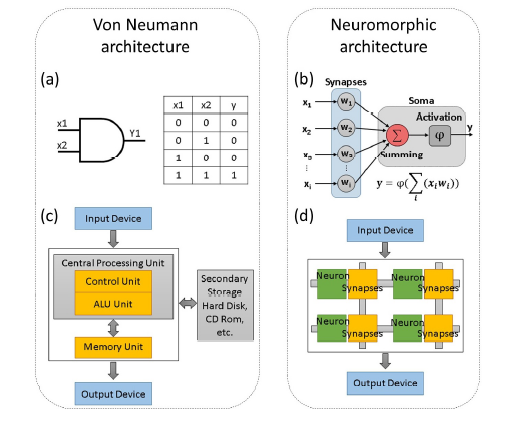 Von Neumann
architecture
Neuromorphic
architecture
(a)
x1
x2
Y1
x1 x2 y
0 0 0
0 1 0
1 0 0
1 1 1
(b)
Synapses
Soma
Activation
x₁ w₁
x₂ w₂
xᵢ wᵢ
Σ
φ
y
Summing
y = φ(∑ᵢ(xᵢwᵢ))
(c)
Input Device
Central Processing Unit
Control Unit
ALU Unit
Memory Unit
Output Device
Secondary
Storage
Hard Disk,
CD Rom,
etc.
(d)
Input Device
Neuron
Synapses
Neuron
Synapses
Neuron
Synapses
Neuron
Synapses
Output Device